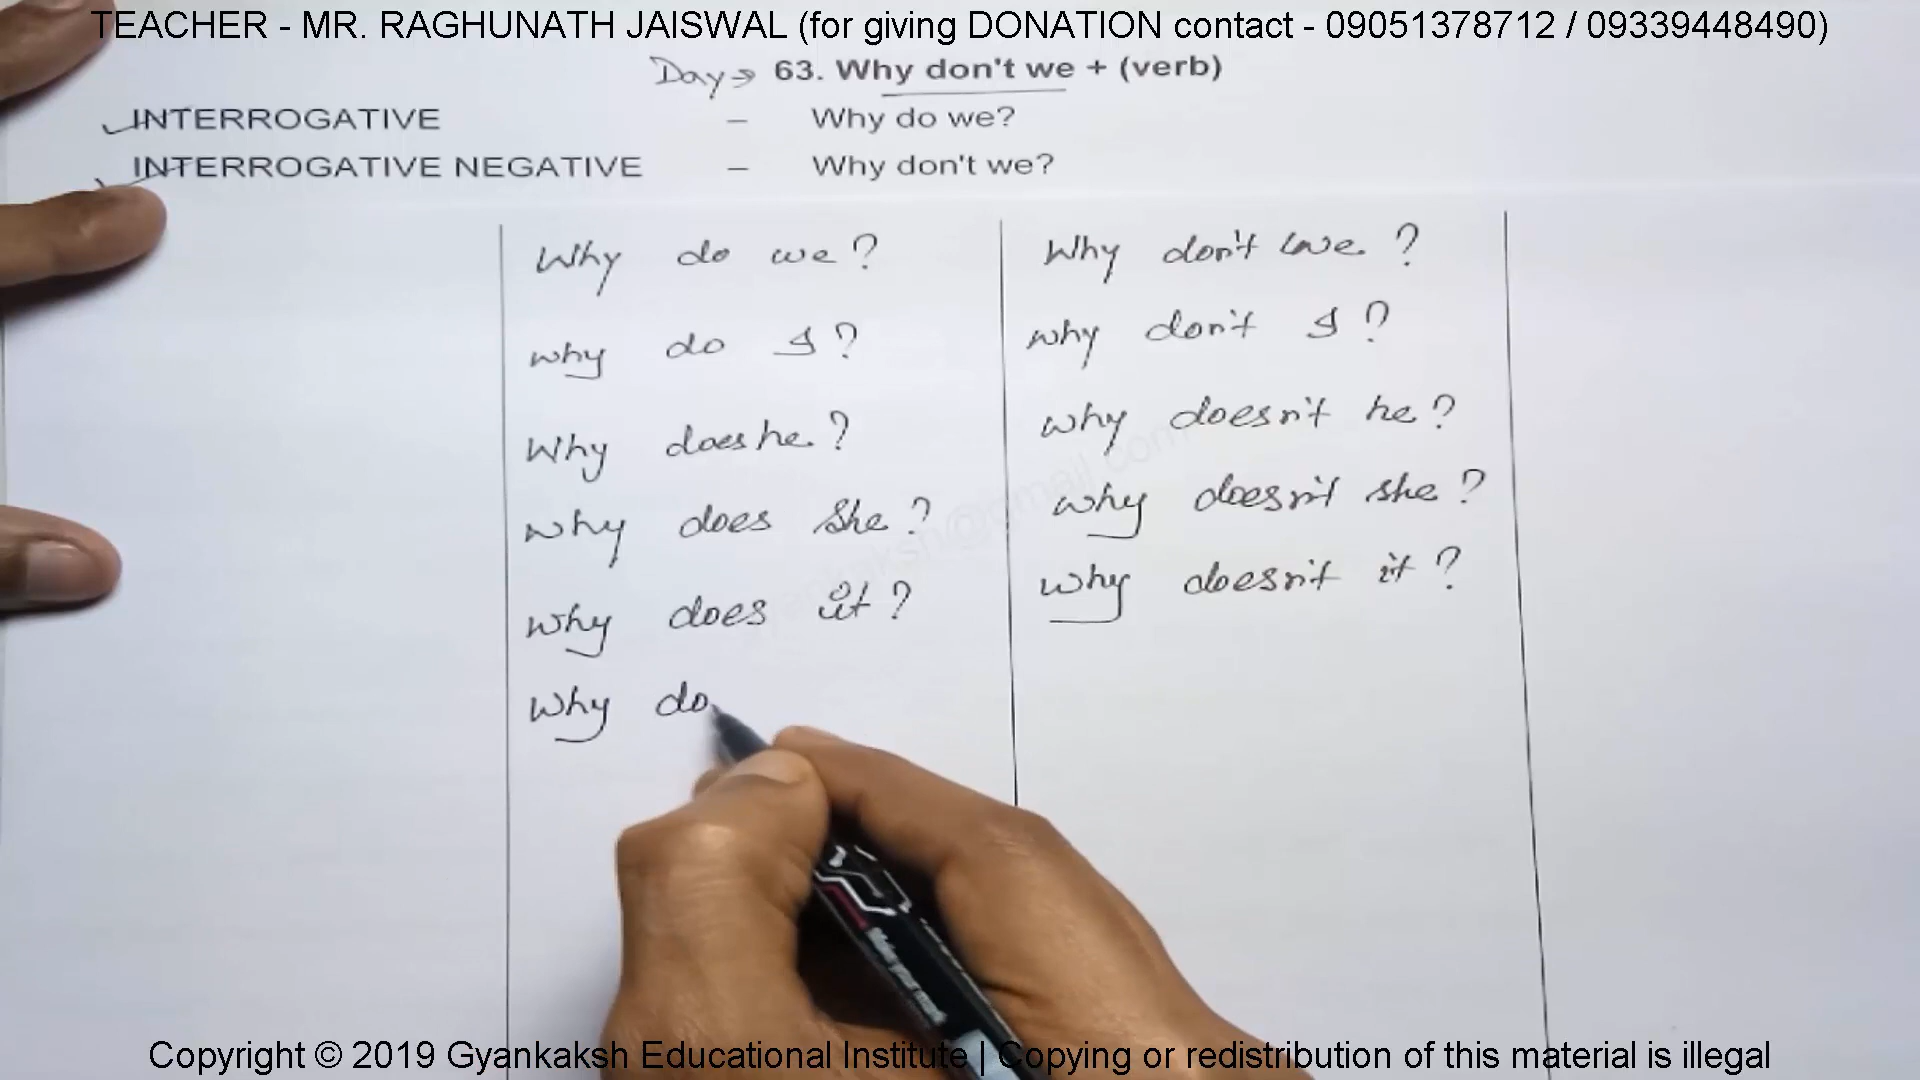 TEACHER - MR. RAGHUNATH JAISWAL (for giving DONATION contact - 09051378712 / 09339448490)
Day → 63. Why don't we + (verb)
INTERROGATIVE – Why do we?
INTERROGATIVE NEGATIVE – Why don't we?
Why do we? Why don't we?
why do I? why don't I?
Why does he? why doesn't he?
why does she? why doesn't she?
why does it? why doesn't it?
why do
Copyright © 2019 Gyankaksh Educational Institute | Copying or redistribution of this material is illegal